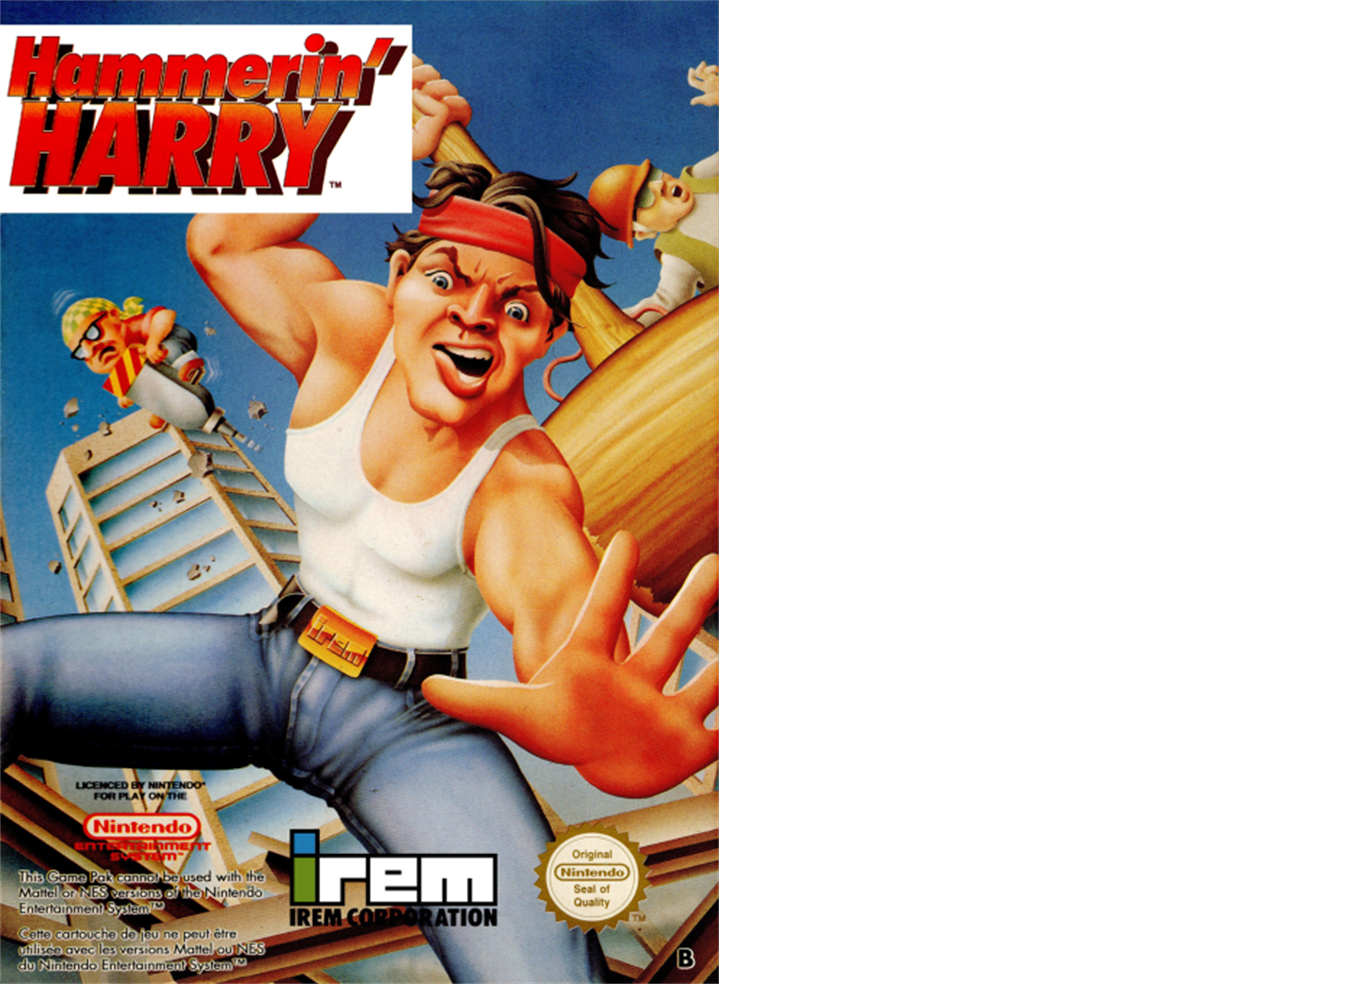 Hammerin'
HARRY
TM
irem
LICENCED BY NINTENDO®
FOR PLAY ON THE
Nintendo
ENTERTAINMENT
SYSTEM™
This Game Pak cannot be used with the
Mattel or NES versions of the Nintendo
Entertainment System™
Cette cartouche de jeu ne peut être
utilisée avec les versions Mattel ou NES
du Nintendo Entertainment System™
irem
IREM CORPORATION
Original
Nintendo
Seal of
Quality
TM
B